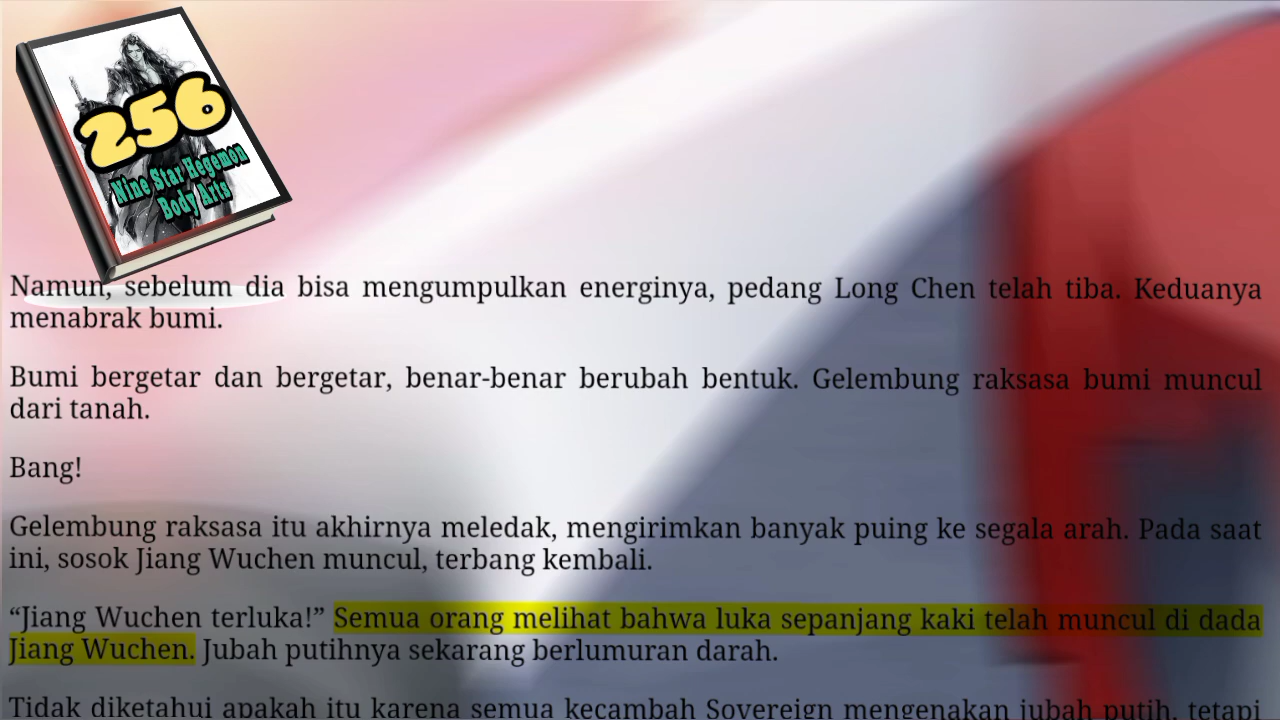 256
Nine Star Hegemon
Body Arts
Namun, sebelum dia bisa mengumpulkan energinya, pedang Long Chen telah tiba. Keduanya
menabrak bumi.
Bumi bergetar dan bergetar, benar-benar berubah bentuk. Gelembung raksasa bumi muncul
dari tanah.
Bang!
Gelembung raksasa itu akhirnya meledak, mengirimkan banyak puing ke segala arah. Pada saat
ini, sosok Jiang Wuchen muncul, terbang kembali.
“Jiang Wuchen terluka!” Semua orang melihat bahwa luka sepanjang kaki telah muncul di dada
Jiang Wuchen. Jubah putihnya sekarang berlumuran darah.
Tidak diketahui apakah itu karena semua kecambah Sovereign mengenakan jubah putih, tetapi